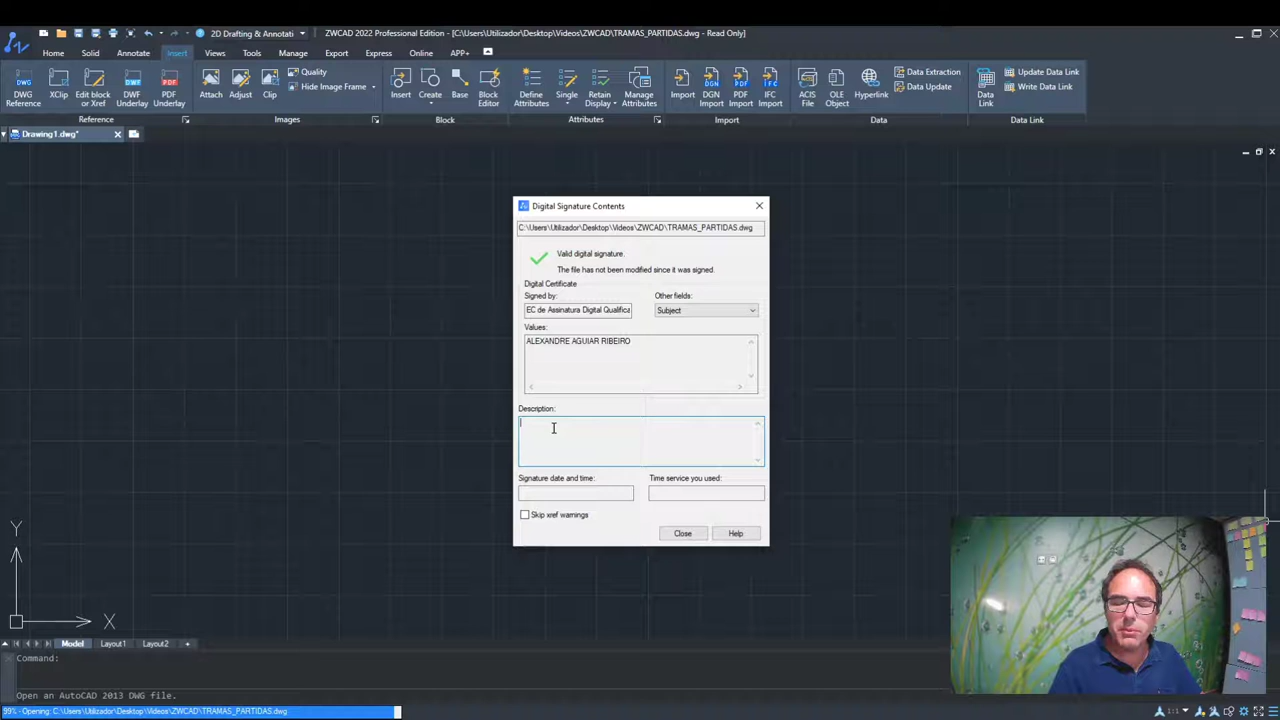 2D Drafting & Annotati
ZWCAD 2022 Professional Edition - [C:\Users\Utilizador\Desktop\Videos\ZWCAD\TRAMAS_PARTIDAS.dwg - Read Only]
Home Solid Annotate Insert Views Tools Manage Export Express Online APP+
DWG Reference
XClip
Edit block or Xref
DWF Underlay
PDF Underlay
Attach
Adjust
Clip
Quality
Hide Image Frame
Insert
Create
Base
Block Editor
Define Attributes
Single
Retain Display
Manage Attributes
Import
DGN Import
PDF Import
IFC Import
ACIS File
OLE Object
Hyperlink
Data Extraction
Data Update
Data Link
Update Data Link
Write Data Link
Reference Images Block Attributes Import Data Data Link
Drawing1.dwg*
Digital Signature Contents
C:\Users\Utilizador\Desktop\Videos\ZWCAD\TRAMAS_PARTIDAS.dwg
Valid digital signature.
The file has not been modified since it was signed.
Digital Certificate
Signed by: Other fields:
EC de Assinatura Digital Qualifica Subject
Values:
ALEXANDRE AGUIAR RIBEIRO
Description:
Signature date and time: Time service you used:
Skip xref warnings
Close Help
Y
X
Model Layout1 Layout2 +
Command:
Open an AutoCAD 2013 DWG file.
99% - Opening: C:\Users\Utilizador\Desktop\Videos\ZWCAD\TRAMAS_PARTIDAS.dwg
1:1